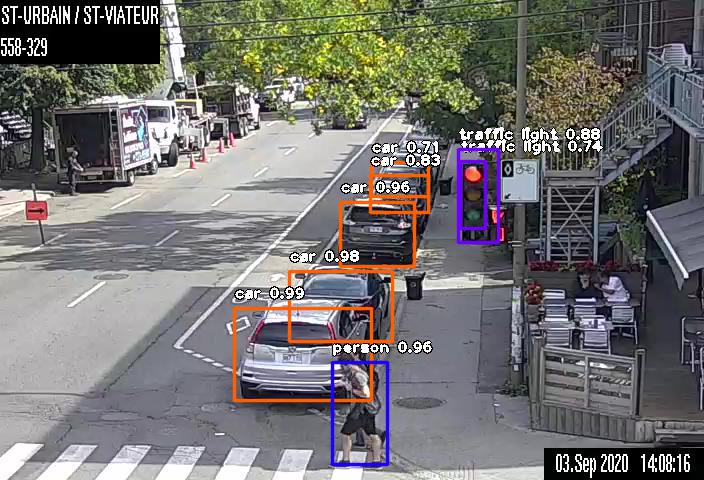 ST-URBAIN / ST-VIATEUR
558-329
traffic light 0.88
traffic light 0.74
car 0.71
car 0.83
car 0.96
car 0.98
car 0.99
person 0.96
03.Sep 2020 14:08:16